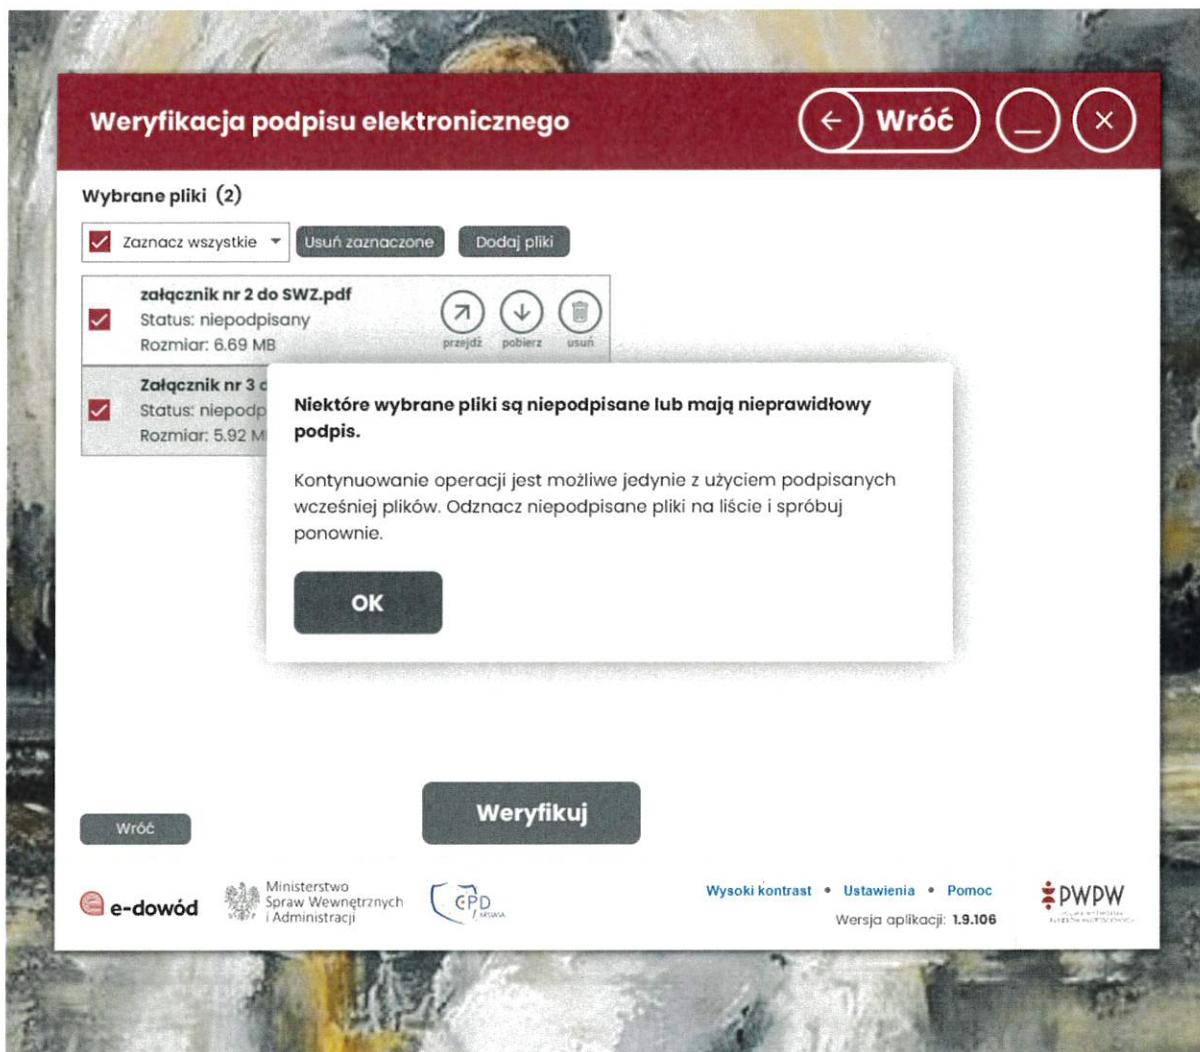 Weryfikacja podpisu elektronicznego
Wróć
Wybrane pliki (2)
Zaznacz wszystkie
Usuń zaznaczone
Dodaj pliki
załącznik nr 2 do SWZ.pdf
Status: niepodpisany
Rozmiar: 6.69 MB
przejdź pobierz usuń
Załącznik nr 3 d
Status: niepodp
Rozmiar: 5.92 M
Niektóre wybrane pliki są niepodpisane lub mają nieprawidłowy
podpis.
Kontynuowanie operacji jest możliwe jedynie z użyciem podpisanych
wcześniej plików. Odznacz niepodpisane pliki na liście i spróbuj
ponownie.
OK
Weryfikuj
Wróć
e-dowód
Ministerstwo
Spraw Wewnętrznych
i Administracji
CPD
MSWIA
Wysoki kontrast • Ustawienia • Pomoc
Wersja aplikacji: 1.9.106
PWPW